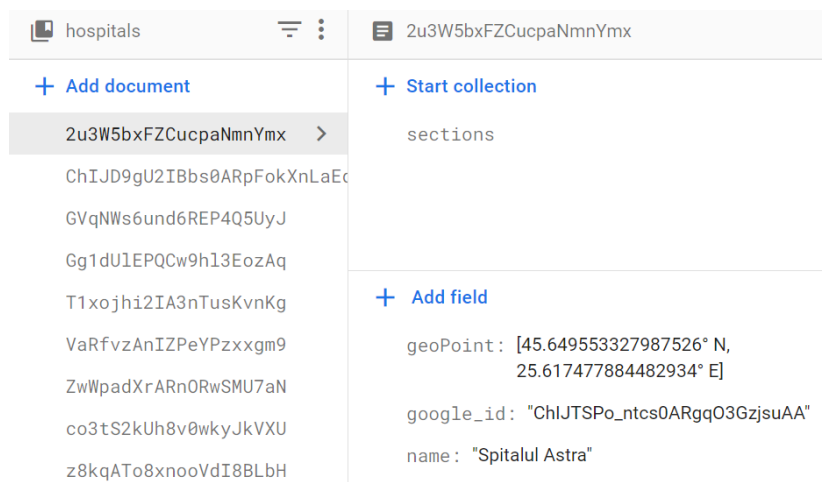 hospitals
Add document
2u3W5bxFZCucpaNmnYmx
ChIJD9gU2IBbs0ARpFokXnLaEc
GVqNWs6und6REP4Q5UyJ
Gg1dUlEPQCw9hl3EozAq
T1xojhi2IA3nTusKvnKg
VaRfvzAnIZPeYPzxxgm9
ZwWpadXrARnORwSMU7aN
co3tS2kUh8v0wkyJkVXU
z8kqATo8xnooVdI8BLbH
2u3W5bxFZCucpaNmnYmx
Start collection
sections
Add field
geoPoint: [45.649553327987526° N,
25.617477884482934° E]
google_id: "ChIJTSPo_ntcs0ARgqO3GzjsuAA"
name: "Spitalul Astra"